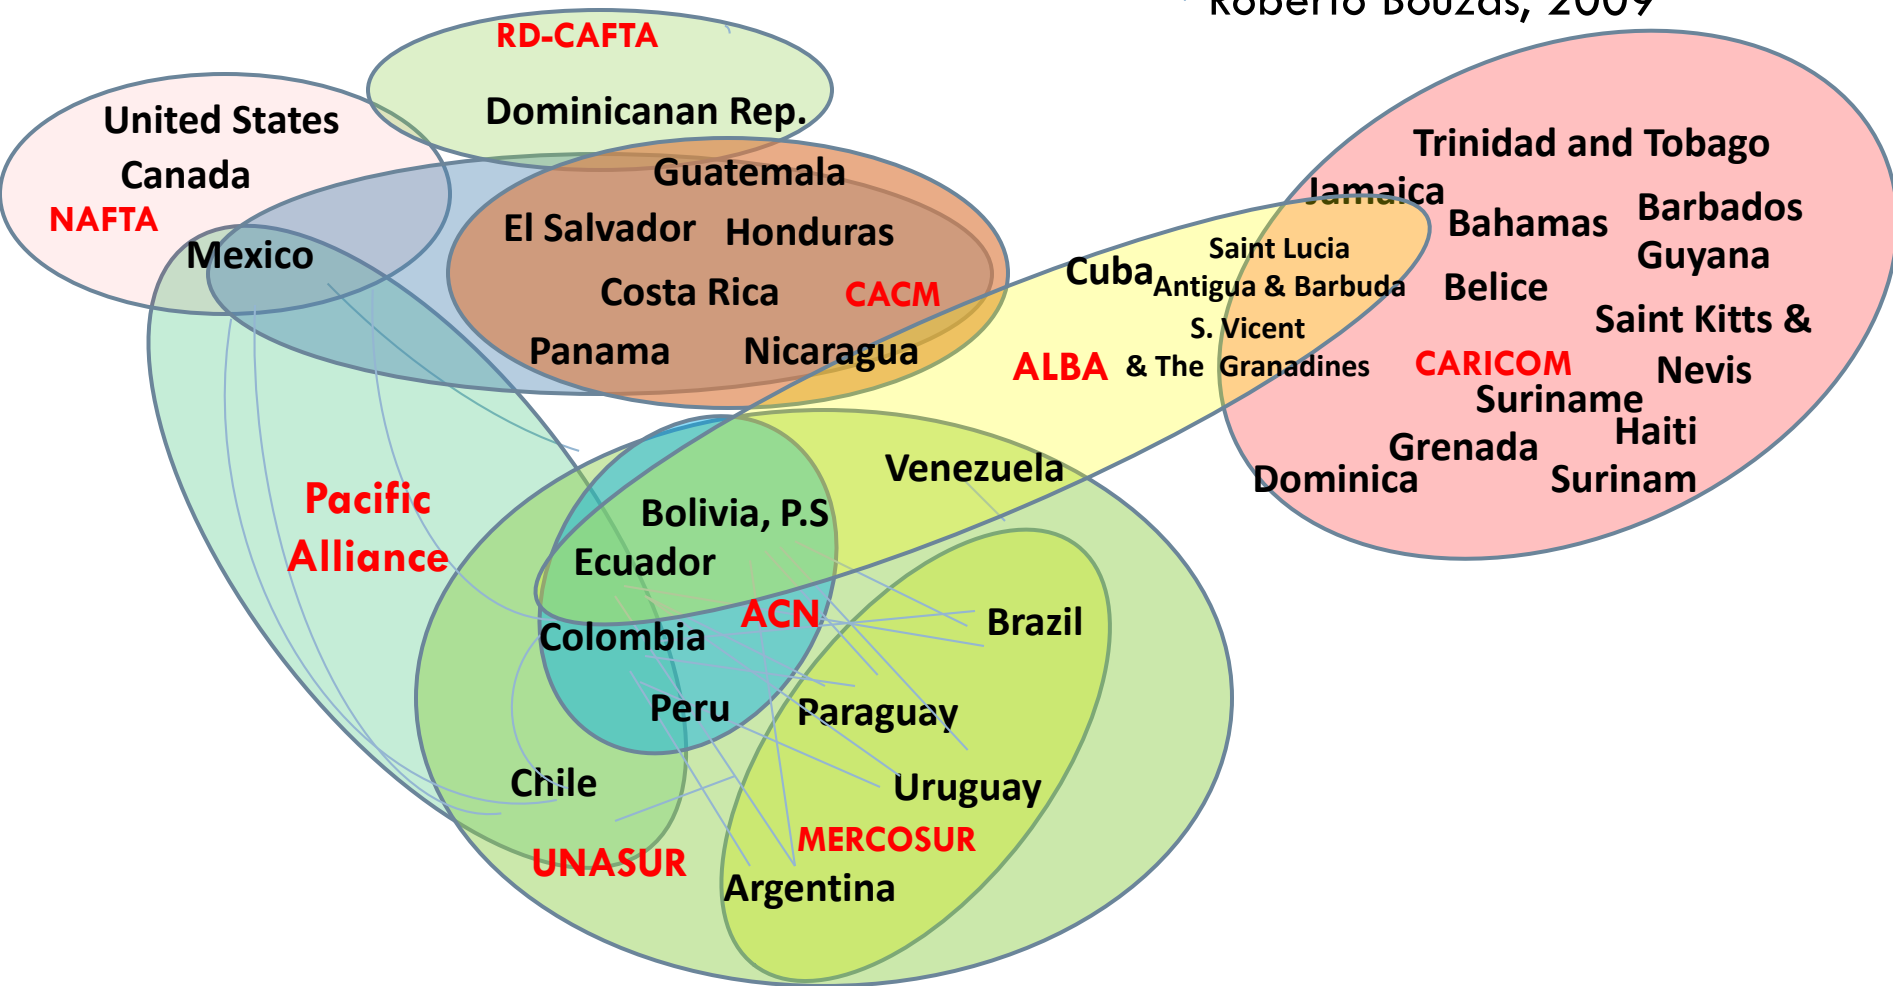 Roberto Bouzas, 2009
RD-CAFTA
Dominicanan Rep.
United States
Canada
NAFTA
Mexico
Guatemala
El Salvador Honduras
Costa Rica CACM
Panama Nicaragua
Cuba
Saint Lucia
Antigua & Barbuda
S. Vicent
ALBA & The Granadines
Trinidad and Tobago
Jamaica
Bahamas Barbados
Guyana
Belice
Saint Kitts &
CARICOM Nevis
Suriname
Haiti
Grenada
Dominica Surinam
Pacific
Alliance
Venezuela
Bolivia, P.S
Ecuador
ACN
Colombia
Brazil
Peru
Paraguay
Chile
Uruguay
MERCOSUR
UNASUR
Argentina